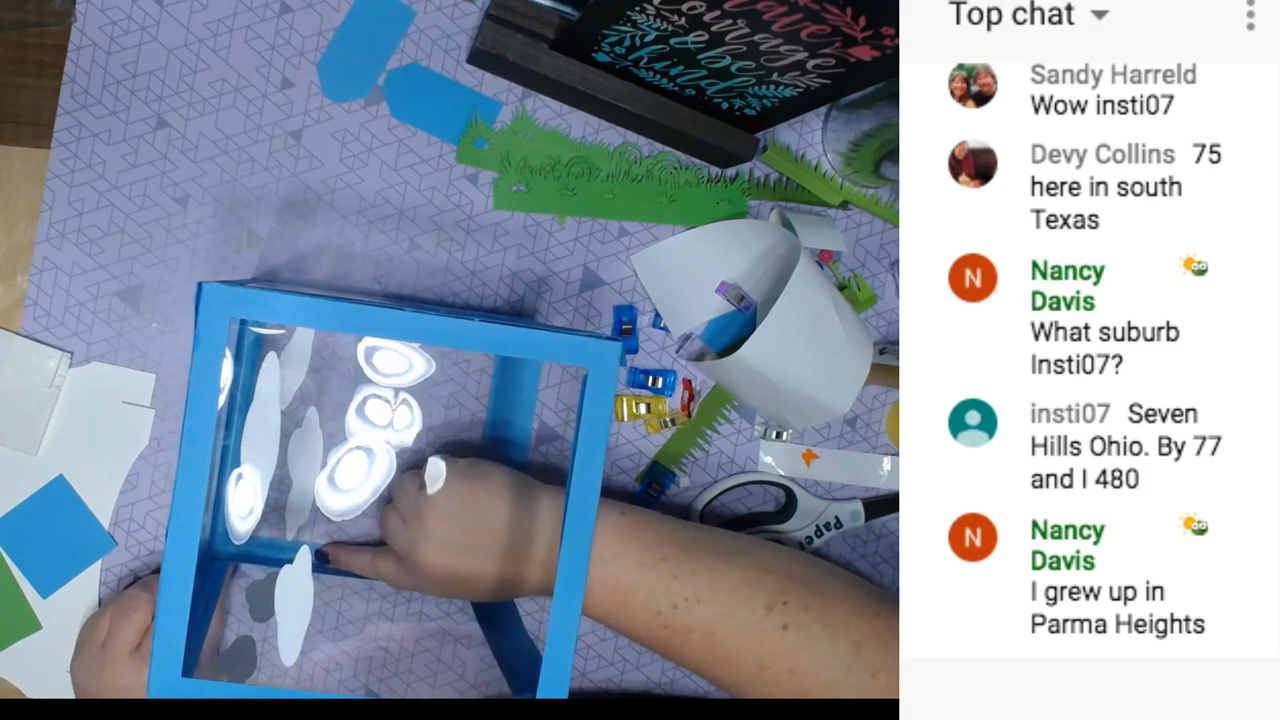 have
courage
& be
kind
Paper
Top chat
Sandy Harreld
Wow insti07
Devy Collins 75
here in south
Texas
N
Nancy
Davis
What suburb
Insti07?
insti07 Seven
Hills Ohio. By 77
and I 480
N
Nancy
Davis
I grew up in
Parma Heights